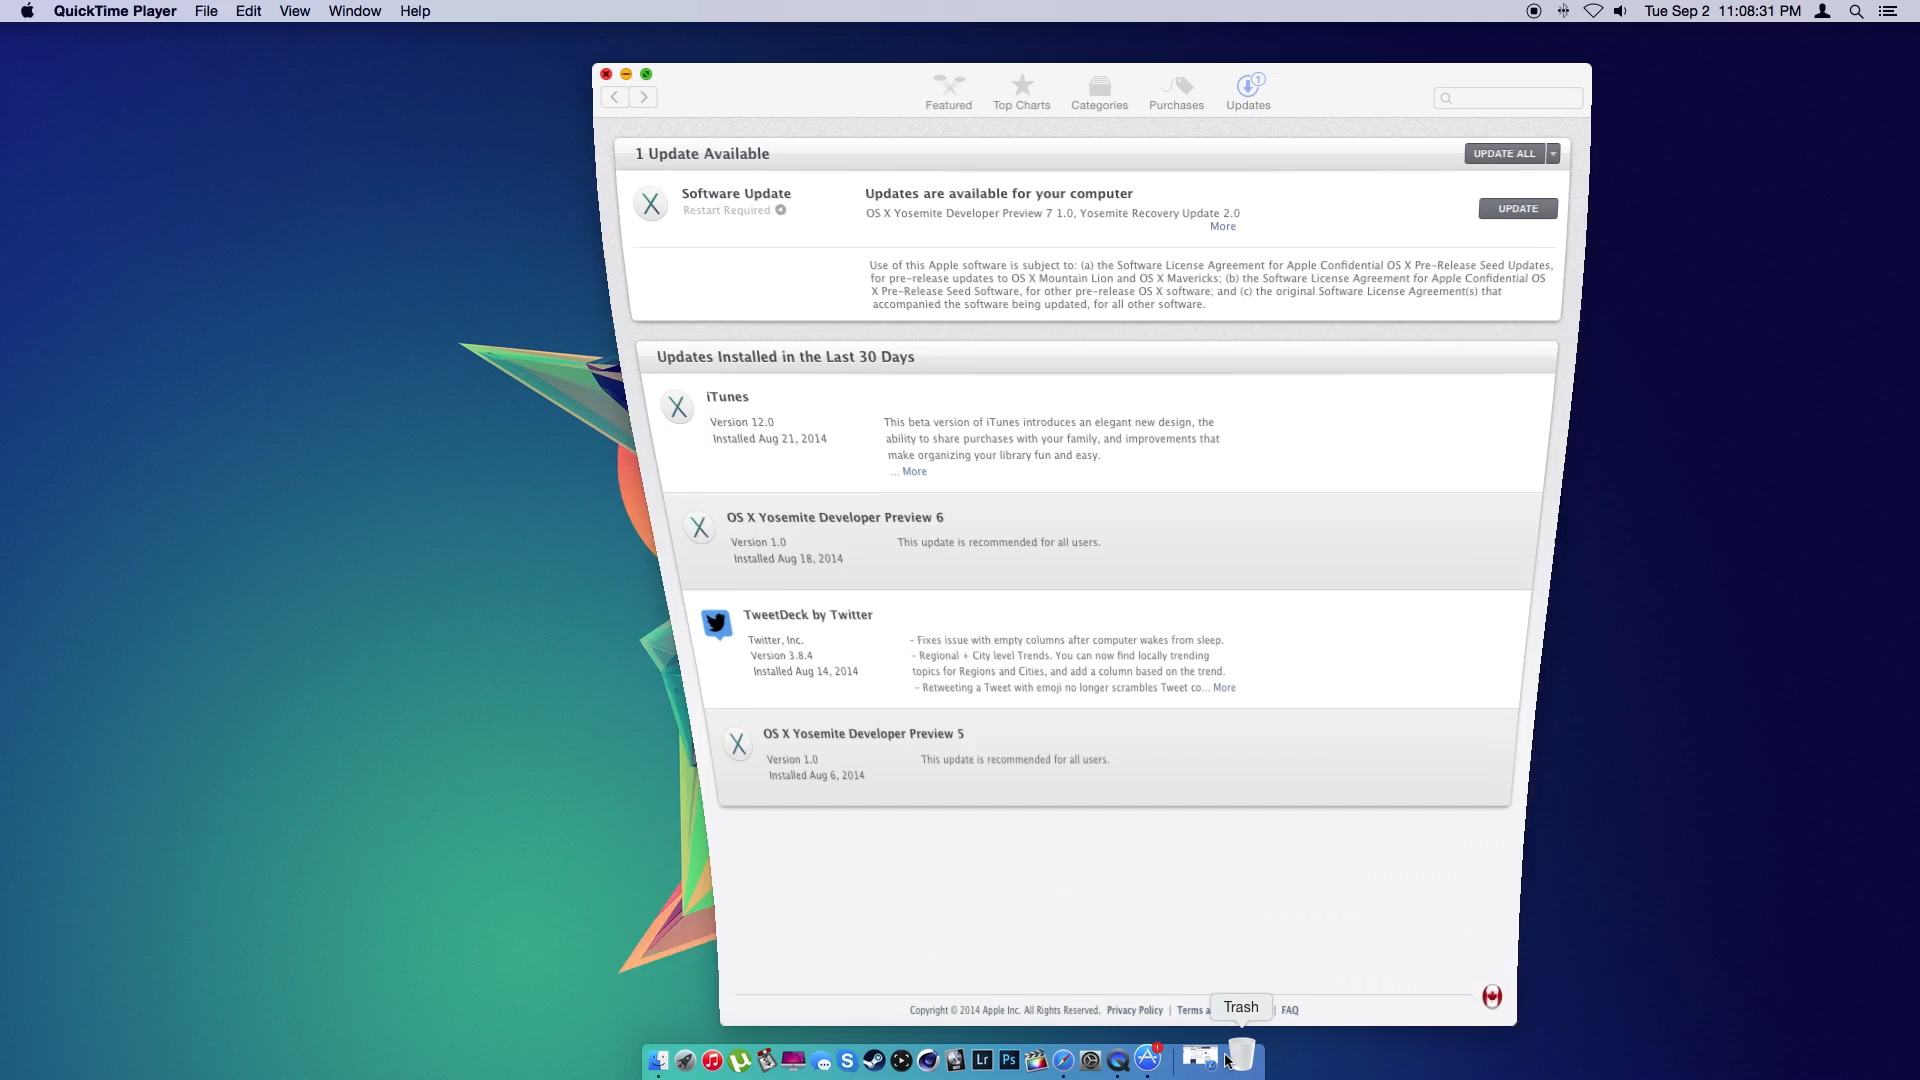 QuickTime Player File Edit View Window Help
Tue Sep 2 11:08:31 PM
Featured Top Charts Categories Purchases Updates
1
1 Update Available
UPDATE ALL
Software Update
Restart Required
Updates are available for your computer
OS X Yosemite Developer Preview 7 1.0, Yosemite Recovery Update 2.0
More
UPDATE
Use of this Apple software is subject to: (a) the Software License Agreement for Apple Confidential OS X Pre-Release Seed Updates,
for pre-release updates to OS X Mountain Lion and OS X Mavericks; (b) the Software License Agreement for Apple Confidential OS
X Pre-Release Seed Software, for other pre-release OS X software; and (c) the original Software License Agreement(s) that
accompanied the software being updated, for all other software.
Updates Installed in the Last 30 Days
iTunes
Version 12.0
Installed Aug 21, 2014
This beta version of iTunes introduces an elegant new design, the
ability to share purchases with your family, and improvements that
make organizing your library fun and easy.
... More
OS X Yosemite Developer Preview 6
Version 1.0
Installed Aug 18, 2014
This update is recommended for all users.
TweetDeck by Twitter
Twitter, Inc.
Version 3.8.4
Installed Aug 14, 2014
- Fixes issue with empty columns after computer wakes from sleep.
- Regional + City level Trends. You can now find locally trending
topics for Regions and Cities, and add a column based on the trend.
- Retweeting a Tweet with emoji no longer scrambles Tweet co... More
OS X Yosemite Developer Preview 5
Version 1.0
Installed Aug 6, 2014
This update is recommended for all users.
Copyright © 2014 Apple Inc. All Rights Reserved. Privacy Policy | Terms a | FAQ
Trash
Lr Ps
1